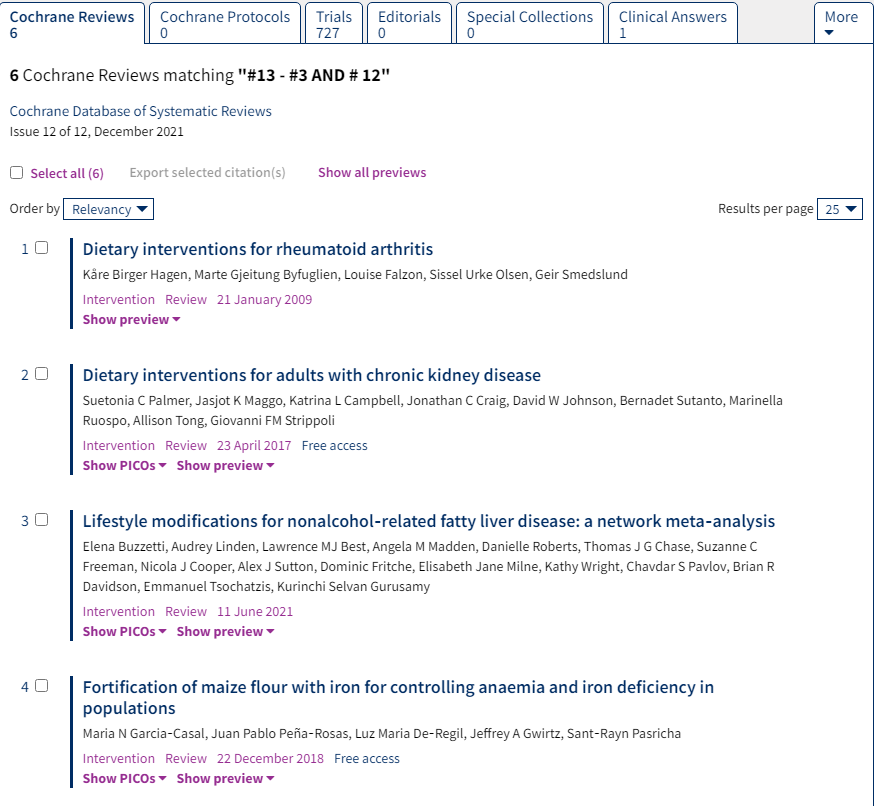 Cochrane Reviews
6
Cochrane Protocols
0
Trials
727
Editorials
0
Special Collections
0
Clinical Answers
1
More
6 Cochrane Reviews matching "#13 - #3 AND # 12"
Cochrane Database of Systematic Reviews
Issue 12 of 12, December 2021
Select all (6) Export selected citation(s) Show all previews
Order by Relevancy Results per page 25
1 Dietary interventions for rheumatoid arthritis
Kåre Birger Hagen, Marte Gjeitung Byfuglien, Louise Falzon, Sissel Urke Olsen, Geir Smedslund
Intervention Review 21 January 2009
Show preview
2 Dietary interventions for adults with chronic kidney disease
Suetonia C Palmer, Jasjot K Maggo, Katrina L Campbell, Jonathan C Craig, David W Johnson, Bernadet Sutanto, Marinella
Ruospo, Allison Tong, Giovanni FM Strippoli
Intervention Review 23 April 2017 Free access
Show PICOs Show preview
3 Lifestyle modifications for nonalcohol-related fatty liver disease: a network meta-analysis
Elena Buzzetti, Audrey Linden, Lawrence MJ Best, Angela M Madden, Danielle Roberts, Thomas J G Chase, Suzanne C
Freeman, Nicola J Cooper, Alex J Sutton, Dominic Fritche, Elisabeth Jane Milne, Kathy Wright, Chavdar S Pavlov, Brian R
Davidson, Emmanuel Tsochatzis, Kurinchi Selvan Gurusamy
Intervention Review 11 June 2021
Show PICOs Show preview
4 Fortification of maize flour with iron for controlling anaemia and iron deficiency in
populations
Maria N Garcia-Casal, Juan Pablo Peña-Rosas, Luz Maria De-Regil, Jeffrey A Gwirtz, Sant-Rayn Pasricha
Intervention Review 22 December 2018 Free access
Show PICOs Show preview